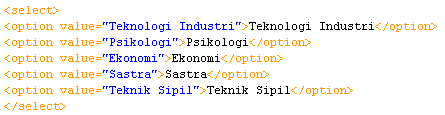 <select>
<option value="Teknologi Industri">Teknologi Industri</option>
<option value="Psikologi">Psikologi</option>
<option value="Ekonomi">Ekonomi</option>
<option value="Sastra">Sastra</option>
<option value="Teknik Sipil">Teknik Sipil</option>
</select>